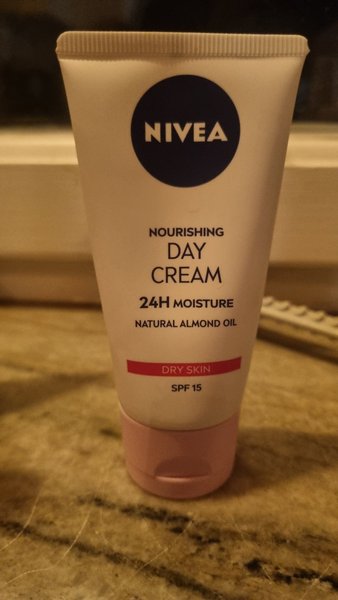 NIVEA
NOURISHING
DAY
CREAM
24H MOISTURE
NATURAL ALMOND OIL
DRY SKIN
SPF 15